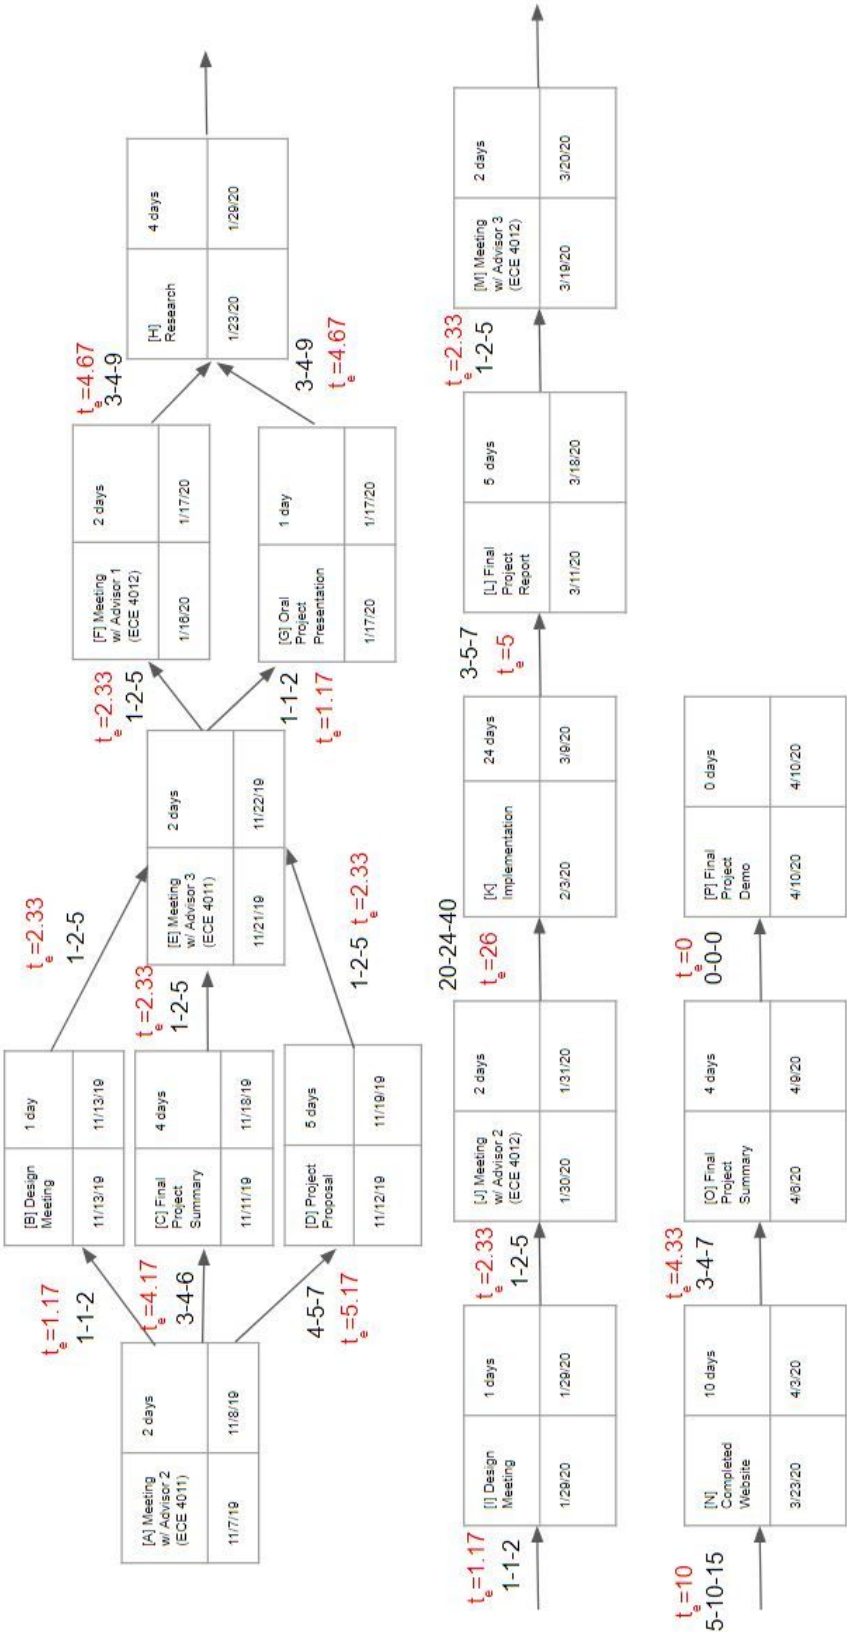 [A] Meeting
w/ Advisor 2
(ECE 4011)
2 days
11/7/19
11/8/19
te=1.17
1-1-2
te=4.17
3-4-6
4-5-7
te=5.17
[B] Design
Meeting
1 day
11/13/19
11/13/19
[C] Final
Project
Summary
4 days
11/11/19
11/18/19
[D] Project
Proposal
5 days
11/12/19
11/19/19
te=2.33
1-2-5
te=2.33
1-2-5
1-2-5 te=2.33
[E] Meeting
w/ Advisor 3
(ECE 4011)
2 days
11/21/19
11/22/19
te=2.33
1-2-5
1-1-2
te=1.17
[F] Meeting
w/ Advisor 1
(ECE 4012)
2 days
1/16/20
1/17/20
[G] Oral
Project
Presentation
1 day
1/17/20
1/17/20
te=4.67
3-4-9
3-4-9
te=4.67
[H]
Research
4 days
1/23/20
1/29/20
te=1.17
1-1-2
[I] Design
Meeting
1 days
1/29/20
1/29/20
te=2.33
1-2-5
[J] Meeting
w/ Advisor 2
(ECE 4012)
2 days
1/30/20
1/31/20
20-24-40
te=26
[K]
Implementation
24 days
2/3/20
3/9/20
3-5-7
te=5
[L] Final
Project
Report
5 days
3/11/20
3/18/20
te=2.33
1-2-5
[M] Meeting
w/ Advisor 3
(ECE 4012)
2 days
3/19/20
3/20/20
te=10
5-10-15
[N]
Completed
Website
10 days
3/23/20
4/3/20
te=4.33
3-4-7
[O] Final
Project
Summary
4 days
4/6/20
4/9/20
te=0
0-0-0
[P] Final
Project
Demo
0 days
4/10/20
4/10/20